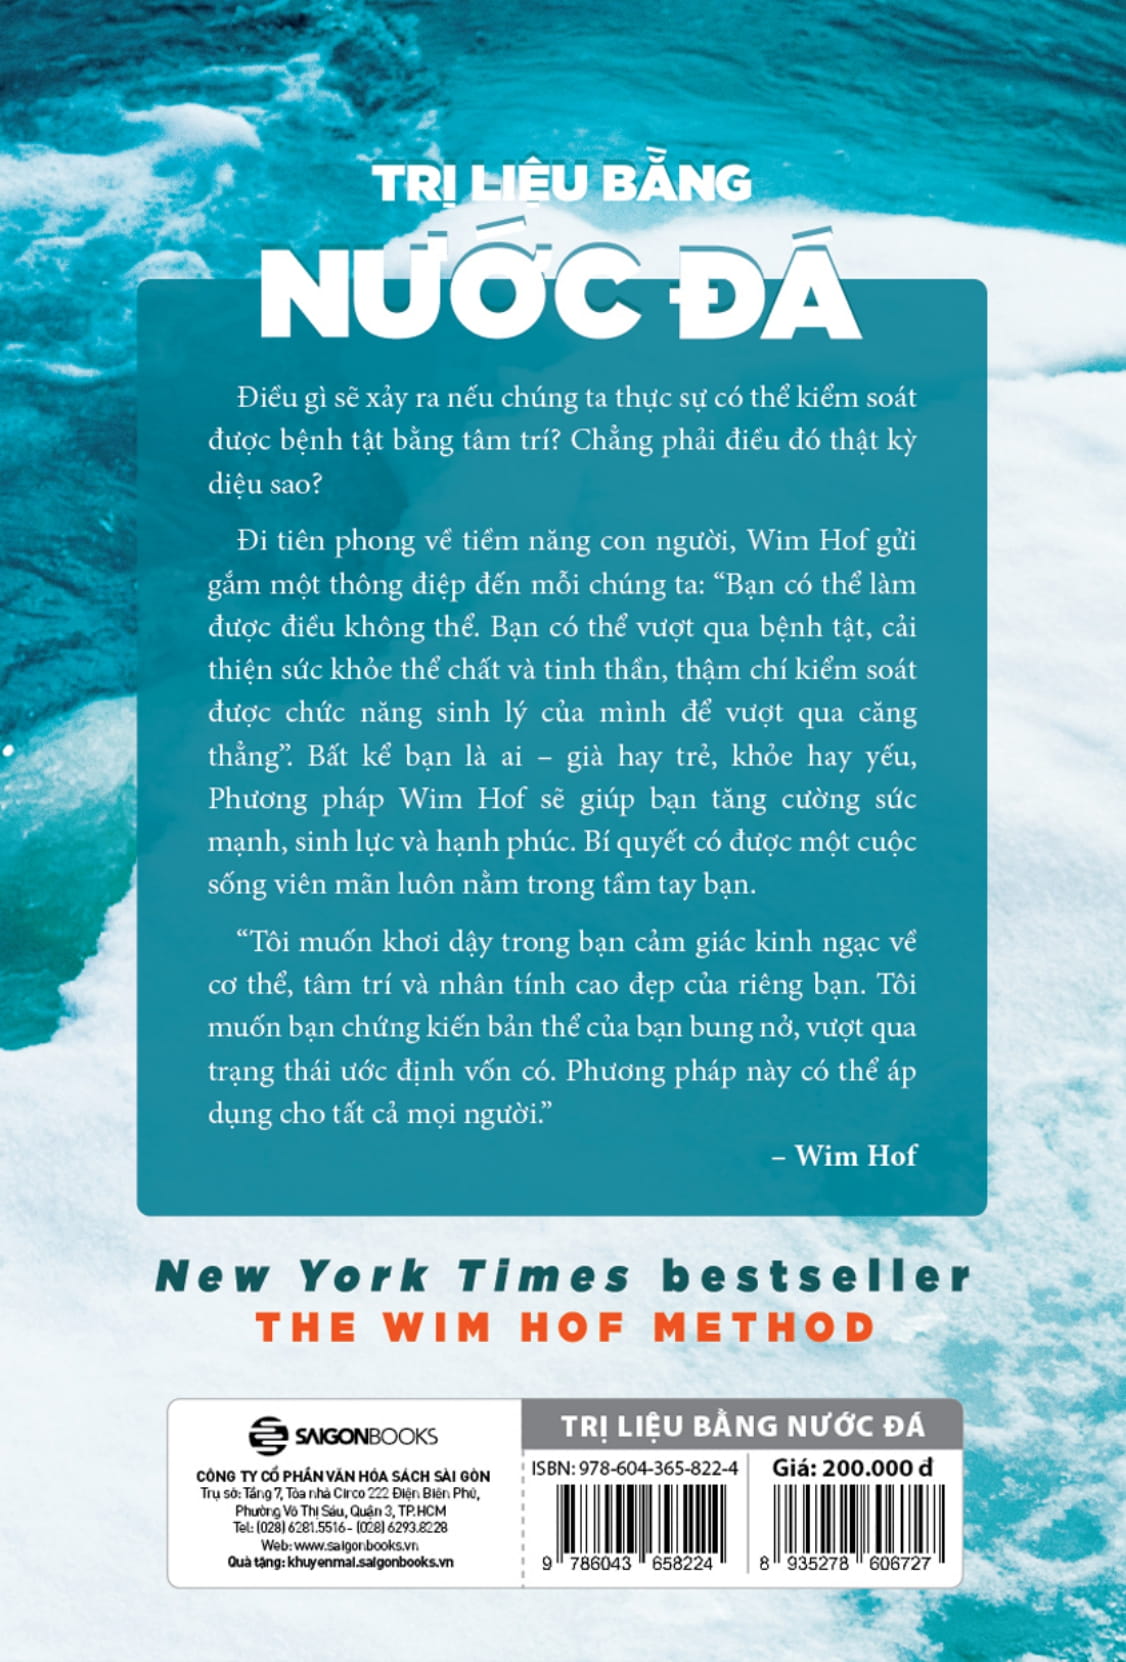 TRỊ LIỆU BẰNG
NƯỚC ĐÁ
Điều gì sẽ xảy ra nếu chúng ta thực sự có thể kiểm soát
được bệnh tật bằng tâm trí? Chẳng phải điều đó thật kỳ
diệu sao?
Đi tiên phong về tiềm năng con người, Wim Hof gửi
gắm một thông điệp đến mỗi chúng ta: “Bạn có thể làm
được điều không thể. Bạn có thể vượt qua bệnh tật, cải
thiện sức khỏe thể chất và tinh thần, thậm chí kiểm soát
được chức năng sinh lý của mình để vượt qua căng
thẳng”. Bất kể bạn là ai – già hay trẻ, khỏe hay yếu,
Phương pháp Wim Hof sẽ giúp bạn tăng cường sức
mạnh, sinh lực và hạnh phúc. Bí quyết có được một cuộc
sống viên mãn luôn nằm trong tầm tay bạn.
“Tôi muốn khơi dậy trong bạn cảm giác kinh ngạc về
cơ thể, tâm trí và nhân tính cao đẹp của riêng bạn. Tôi
muốn bạn chứng kiến bản thể của bạn bung nở, vượt qua
trạng thái ước định vốn có. Phương pháp này có thể áp
dụng cho tất cả mọi người.”
– Wim Hof
New York Times bestseller
THE WIM HOF METHOD
SAIGONBOOKS
CÔNG TY CỔ PHẦN VĂN HÓA SÁCH SÀI GÒN
Trụ sở: Tầng 7, Tòa nhà Circo 222 Điện Biên Phủ,
Phường Võ Thị Sáu, Quận 3, TP.HCM
Tel: (028) 6281.5516 - (028) 6293.8228
Web: www.saigonbooks.vn
Quà tặng: khuyenmai.saigonbooks.vn
TRỊ LIỆU BẰNG NƯỚC ĐÁ
ISBN: 978-604-365-822-4
Giá: 200.000 đ
9 786043 658224
8 935278 606727